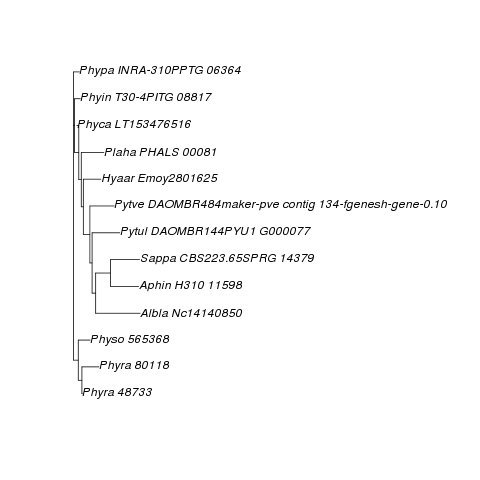 Phypa INRA-310PPTG 06364
Phyin T30-4PITG 08817
Phyca LT153476516
Plaha PHALS 00081
Hyaar Emoy2801625
Pytve DAOMBR484maker-pve contig 134-fgenesh-gene-0.10
Pytul DAOMBR144PYU1 G000077
Sappa CBS223.65SPRG 14379
Aphin H310 11598
Albla Nc14140850
Physo 565368
Phyra 80118
Phyra 48733